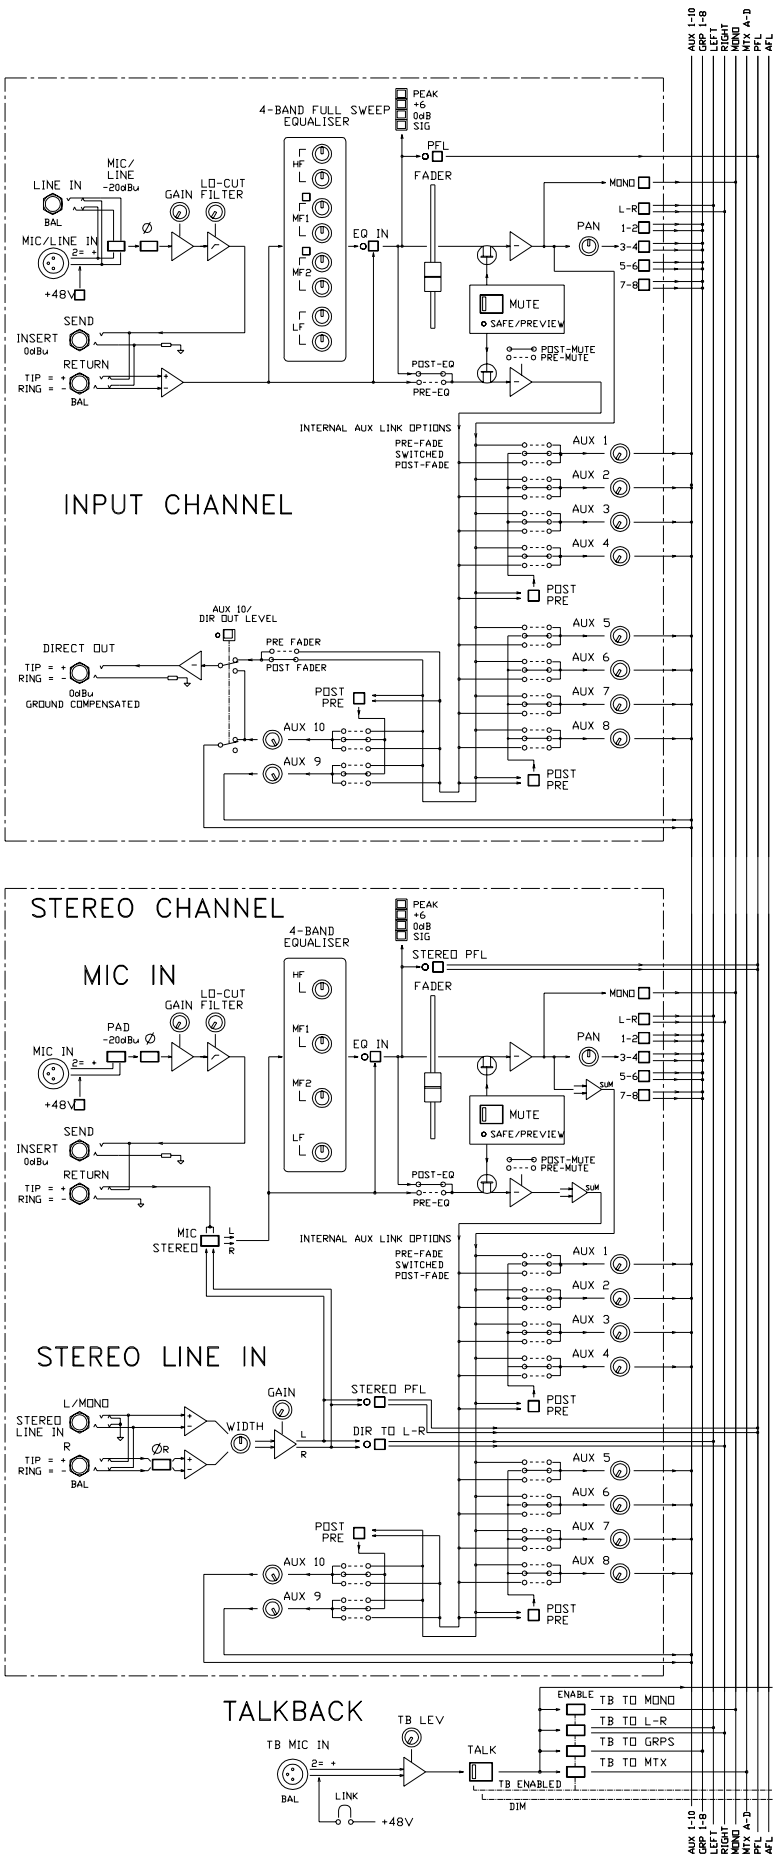 AUX 1-10
GRP 1-8
LEFT
RIGHT
MONO
MTX A-D
PFL
AFL
PEAK
+6
0dB
SIG
4-BAND FULL SWEEP
EQUALISER
PFL
FADER
HF
MF1
MF2
LF
MIC/
LINE
-20dBu
Ø
GAIN
LO-CUT
FILTER
LINE IN
BAL
MIC/LINE IN
2= +
+48V
EQ IN
MONO
L-R
1-2
3-4
5-6
7-8
PAN
MUTE
SAFE/PREVIEW
SEND
INSERT
0dBu
RETURN
TIP = +
RING = -
BAL
+
-
-
-
POST-EQ
PRE-EQ
POST-MUTE
PRE-MUTE
INTERNAL AUX LINK OPTIONS
PRE-FADE
SWITCHED
POST-FADE
AUX 1
AUX 2
AUX 3
AUX 4
POST
PRE
INPUT CHANNEL
AUX 10/
DIR OUT LEVEL
DIRECT OUT
TIP = +
RING = -
0dBu
GROUND COMPENSATED
-
PRE FADER
POST FADER
POST
PRE
AUX 10
AUX 9
AUX 5
AUX 6
AUX 7
AUX 8
POST
PRE
STEREO CHANNEL
MIC IN
PEAK
+6
0dB
SIG
4-BAND
EQUALISER
STEREO PFL
FADER
HF
MF1
MF2
LF
PAD
-20dBu
Ø
GAIN
LO-CUT
FILTER
MIC IN
2= +
+48V
EQ IN
MONO
L-R
1-2
3-4
5-6
7-8
PAN
SUM
MUTE
SAFE/PREVIEW
SEND
INSERT
0dBu
RETURN
TIP = +
RING = -
-
-
POST-EQ
PRE-EQ
POST-MUTE
PRE-MUTE
SUM
MIC
STEREO
L
R
INTERNAL AUX LINK OPTIONS
PRE-FADE
SWITCHED
POST-FADE
AUX 1
AUX 2
AUX 3
AUX 4
POST
PRE
STEREO LINE IN
L/MONO
STEREO
LINE IN
R
TIP = +
RING = -
BAL
ØR
+
-
+
-
WIDTH
GAIN
L
R
STEREO PFL
DIR TO L-R
POST
PRE
AUX 10
AUX 9
AUX 5
AUX 6
AUX 7
AUX 8
POST
PRE
TALKBACK
TB MIC IN
BAL
2= +
LINK
+48V
TB LEV
TALK
ENABLE
TB TO MONO
TB TO L-R
TB TO GRPS
TB TO MTX
TB ENABLED
DIM
AUX 1-10
GRP 1-8
LEFT
RIGHT
MONO
MTX A-D
PFL
AFL